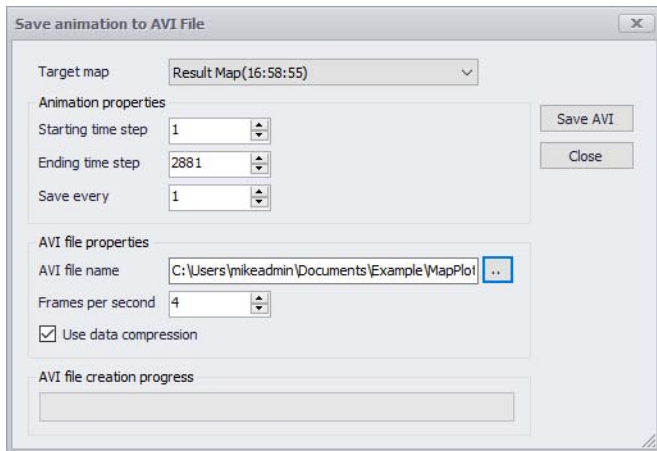 Save animation to AVI File
Target map Result Map(16:58:55)
Animation properties
Starting time step 1
Save AVI
Ending time step 2881
Close
Save every 1
AVI file properties
AVI file name C:\Users\mikeadmin\Documents\Example\MapPlot ..
Frames per second 4
Use data compression
AVI file creation progress